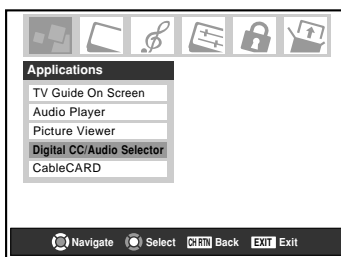 Applications
TV Guide On Screen
Audio Player
Picture Viewer
Digital CC/Audio Selector
CableCARD
Navigate Select CH RTN Back EXIT Exit